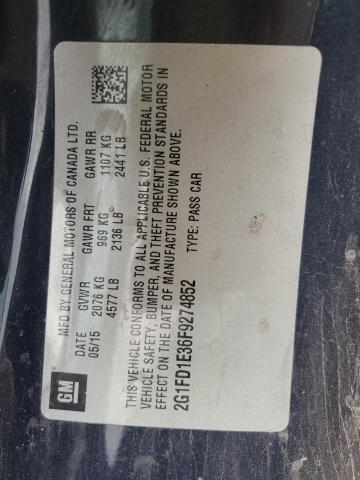 GM
MFD BY GENERAL MOTORS OF CANADA LTD.
DATE GVWR GAWR FRT GAWR RR
05/15 2076 KG 969 KG 1107 KG
4577 LB 2136 LB 2441 LB
THIS VEHICLE CONFORMS TO ALL APPLICABLE U.S. FEDERAL MOTOR
VEHICLE SAFETY, BUMPER, AND THEFT PREVENTION STANDARDS IN
EFFECT ON THE DATE OF MANUFACTURE SHOWN ABOVE.
2G1FD1E36F9274852 TYPE: PASS CAR